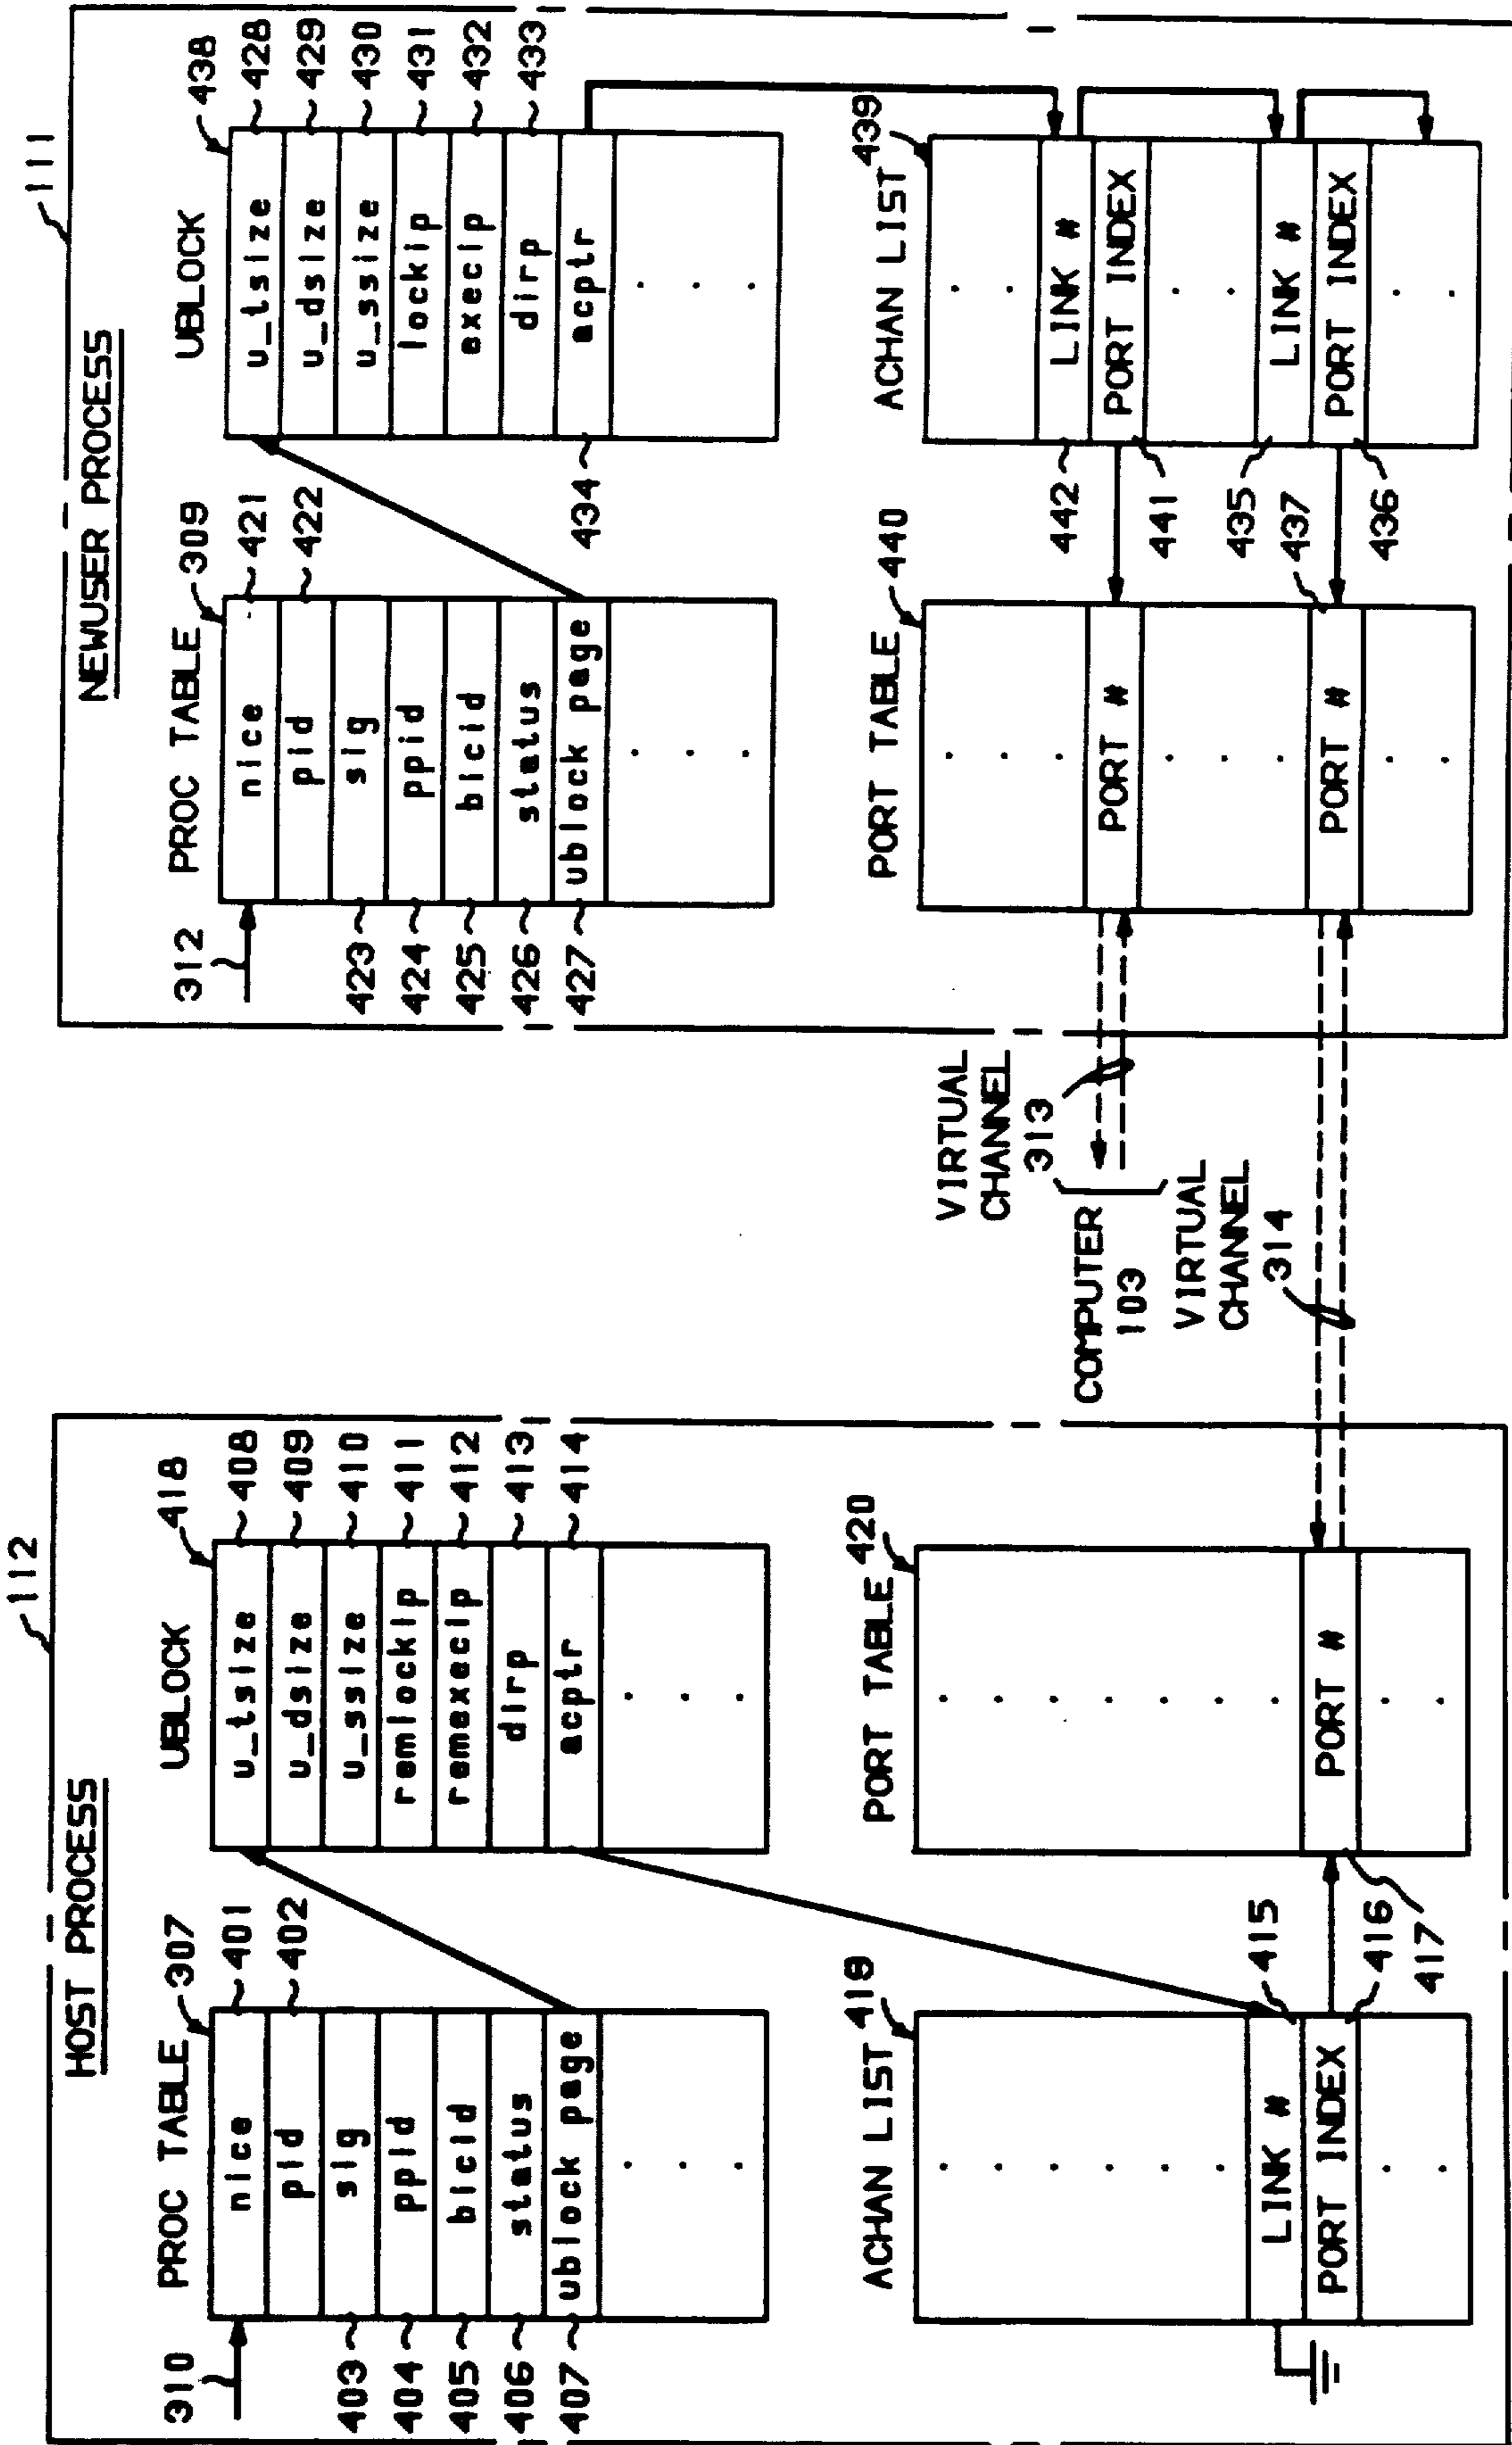 112
HOST PROCESS
PROC TABLE
307
310
nice
401
pid
402
sig
403
ppid
404
bicid
405
status
406
ublock page
407
UBLOCK
418
u_tsize
408
u_dsize
409
u_ssize
410
remlockip
411
remexecip
412
dirp
413
acptr
414
ACHAN LIST
419
LINK #
415
PORT INDEX
416
PORT TABLE
420
PORT #
417
VIRTUAL
CHANNEL
313
COMPUTER
103
VIRTUAL
CHANNEL
314
111
NEWUSER PROCESS
PROC TABLE
309
312
nice
421
pid
422
sig
423
ppid
424
bicid
425
status
426
ublock page
427
UBLOCK
438
u_tsize
428
u_dsize
429
u_ssize
430
lockip
431
execip
432
dirp
433
acptr
434
PORT TABLE
440
PORT #
PORT #
437
ACHAN LIST
439
LINK #
442
PORT INDEX
441
LINK #
435
PORT INDEX
436